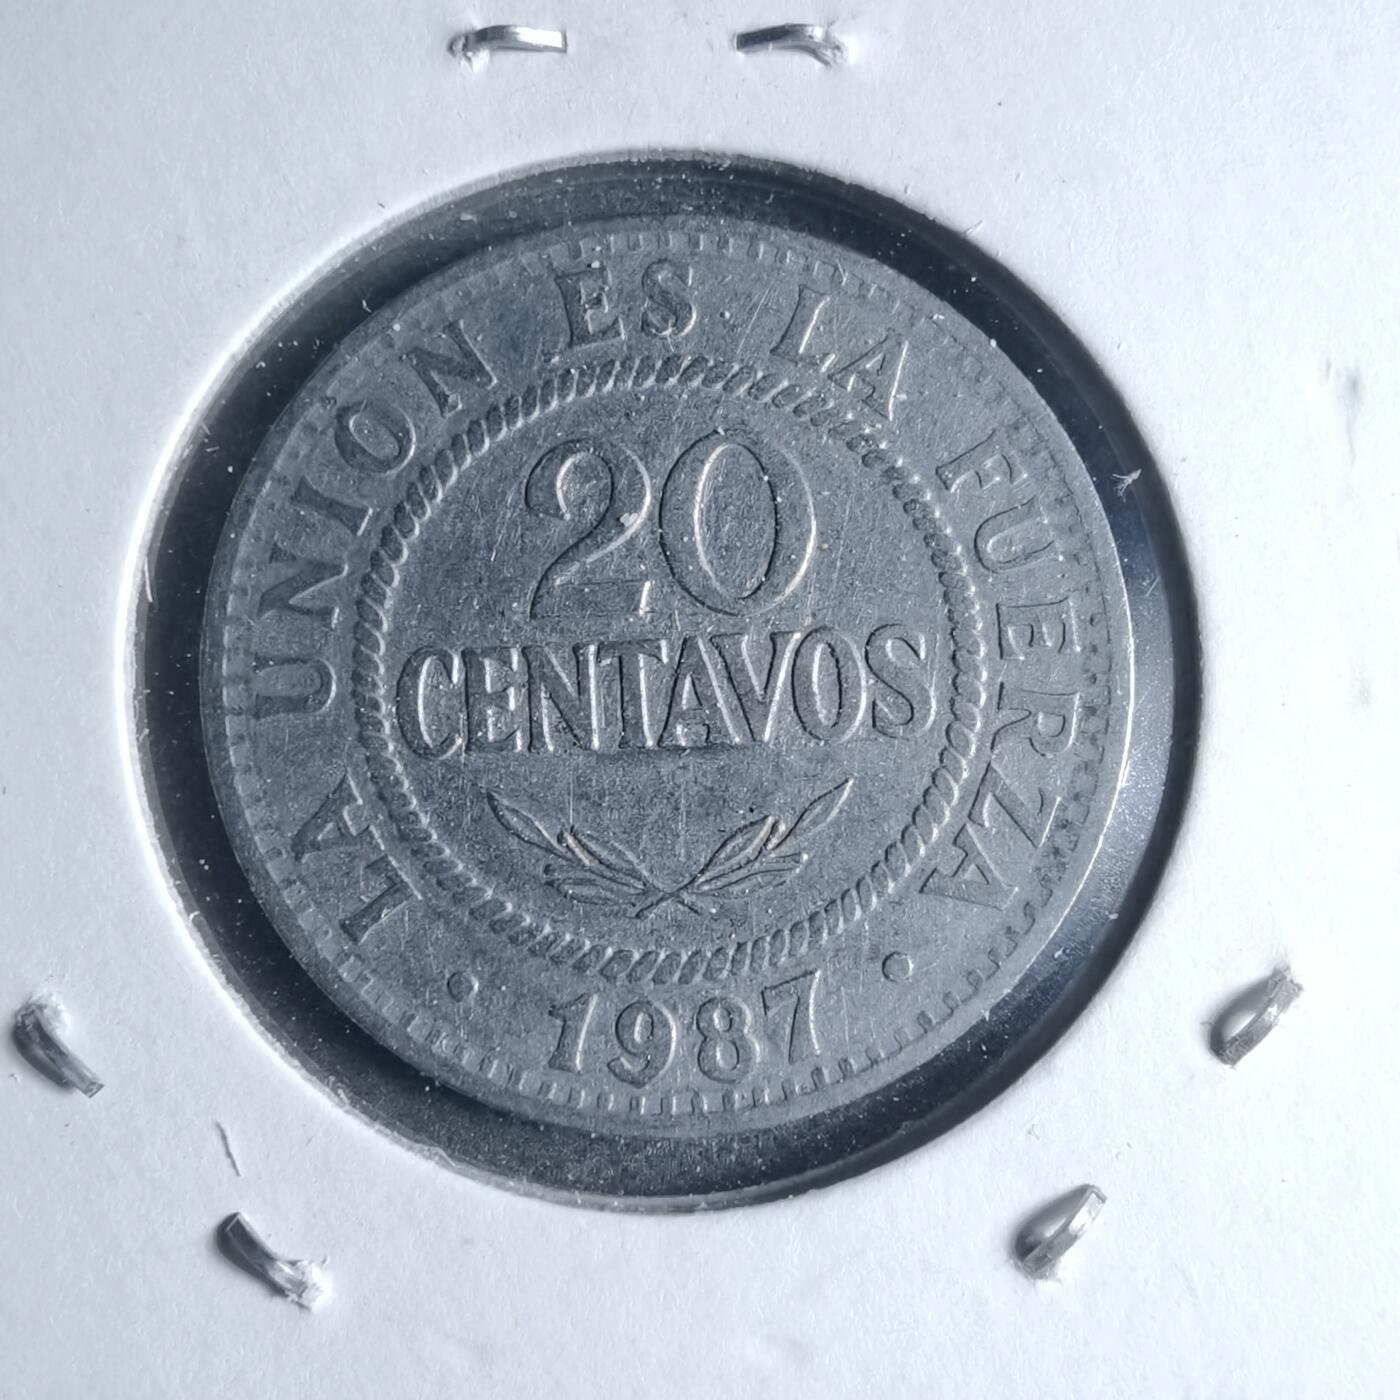 LA UNION ES LA FUERZA
20
CENTAVOS
• 1987 •